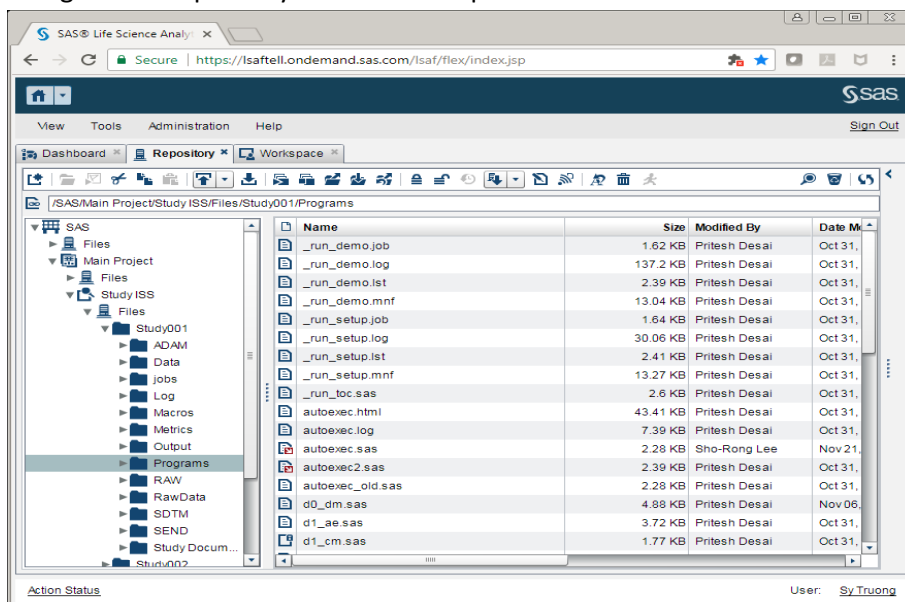 SAS® Life Science Analyt
Secure | https://lsaftell.ondemand.sas.com/lsaf/flex/index.jsp
sas
View Tools Administration Help Sign Out
Dashboard Repository Workspace
/SAS/Main Project/Study ISS/Files/Study001/Programs
SAS
Files
Main Project
Files
Study ISS
Files
Study001
ADAM
Data
jobs
Log
Macros
Metrics
Output
Programs
RAW
RawData
SDTM
SEND
Study Docum...
Study002
Name Size Modified By Date Mo
_run_demo.job 1.62 KB Pritesh Desai Oct 31,
_run_demo.log 137.2 KB Pritesh Desai Oct 31,
_run_demo.lst 2.39 KB Pritesh Desai Oct 31,
_run_demo.mnf 13.04 KB Pritesh Desai Oct 31,
_run_setup.job 1.64 KB Pritesh Desai Oct 31,
_run_setup.log 30.06 KB Pritesh Desai Oct 31,
_run_setup.lst 2.41 KB Pritesh Desai Oct 31,
_run_setup.mnf 13.27 KB Pritesh Desai Oct 31,
_run_toc.sas 2.6 KB Pritesh Desai Oct 31,
autoexec.html 43.41 KB Pritesh Desai Oct 31,
autoexec.log 7.39 KB Pritesh Desai Oct 31,
autoexec.sas 2.28 KB Sho-Rong Lee Nov 21,
autoexec2.sas 2.39 KB Pritesh Desai Oct 31,
autoexec_old.sas 2.28 KB Pritesh Desai Oct 31,
d0_dm.sas 4.88 KB Pritesh Desai Nov 06,
d1_ae.sas 3.72 KB Pritesh Desai Oct 31,
d1_cm.sas 1.77 KB Pritesh Desai Oct 31,
Action Status User: Sy Truong